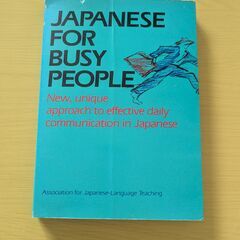 JAPANESE
FOR
BUSY
PEOPLE
New, unique
approach to effective daily
communication in Japanese
Association for Japanese-Language Teaching